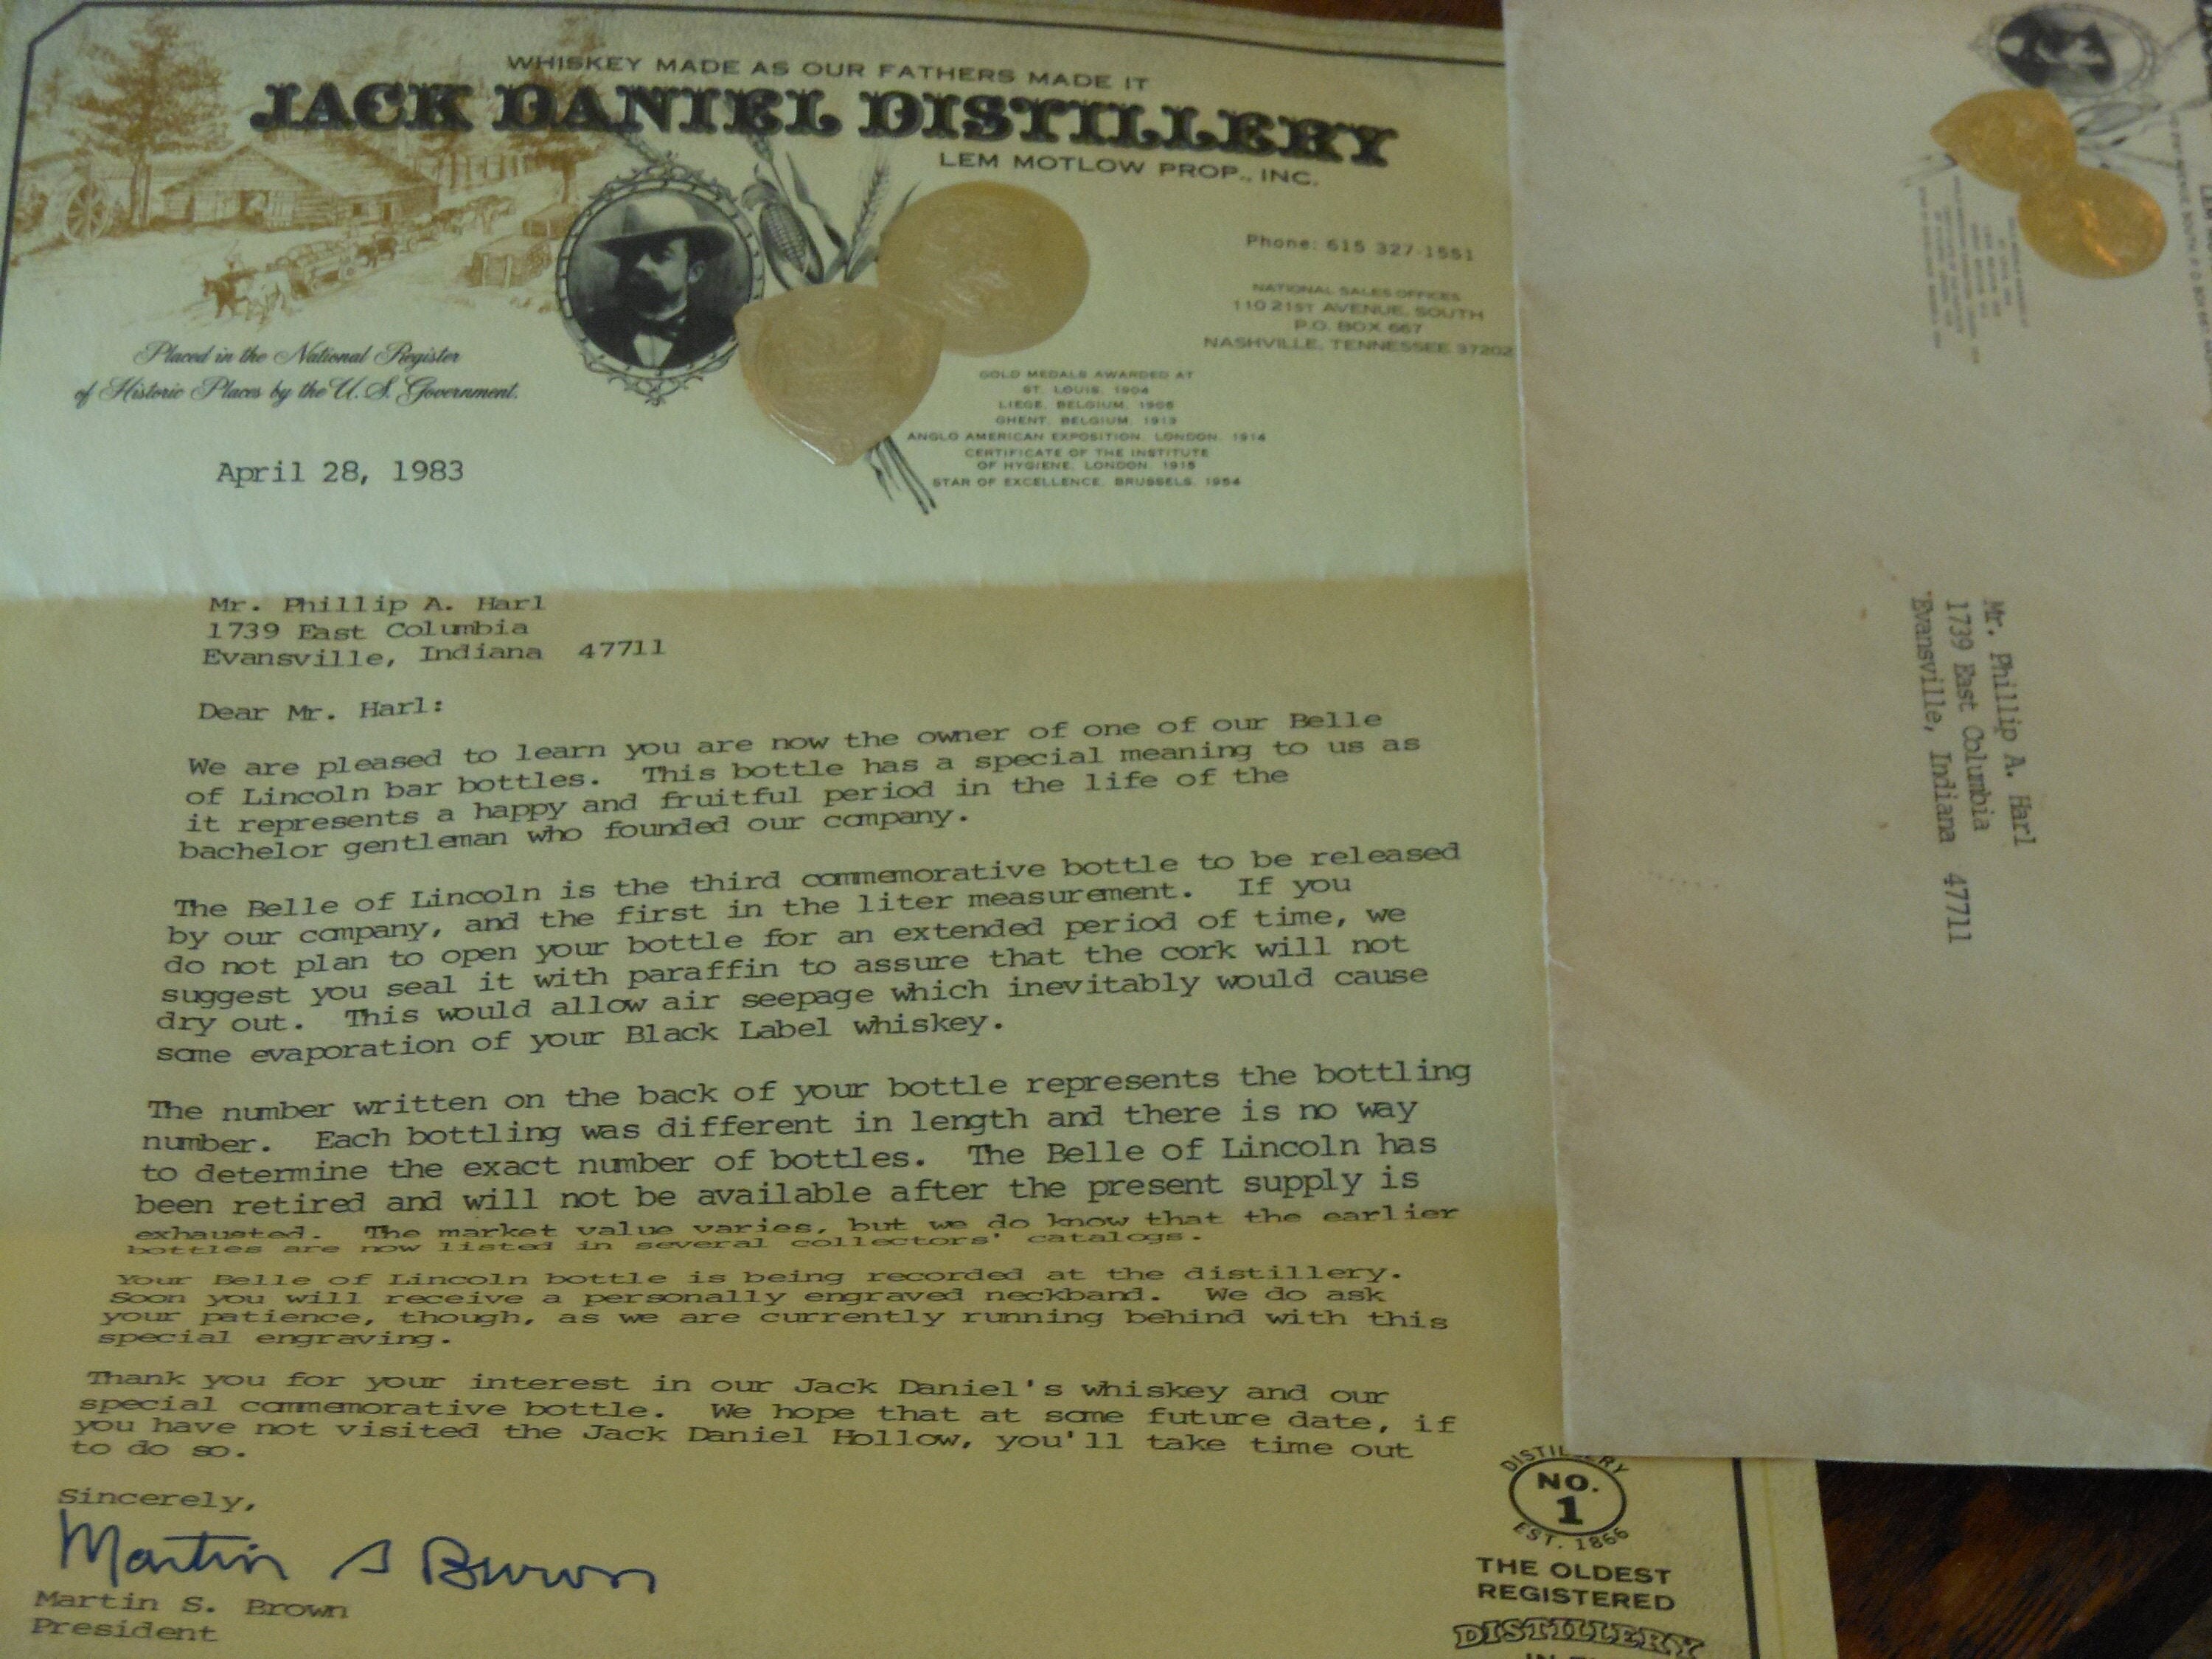 WHISKEY MADE AS OUR FATHERS MADE IT
JACK DANIEL DISTILLERY
LEM MOTLOW PROP., INC.
Phone: 615 327-1551
NATIONAL SALES OFFICES
110 21ST AVENUE, SOUTH
P.O. BOX 667
NASHVILLE, TENNESSEE 37202
Placed in the National Register
of Historic Places by the U. S. Government.
GOLD MEDALS AWARDED AT
ST. LOUIS, 1904
LIEGE, BELGIUM, 1905
GHENT, BELGIUM, 1913
ANGLO AMERICAN EXPOSITION, LONDON, 1914
CERTIFICATE OF THE INSTITUTE
OF HYGIENE, LONDON, 1915
STAR OF EXCELLENCE, BRUSSELS, 1954
April 28, 1983
Mr. Phillip A. Harl
1739 East Columbia
Evansville, Indiana 47711
Dear Mr. Harl:
We are pleased to learn you are now the owner of one of our Belle
of Lincoln bar bottles. This bottle has a special meaning to us as
it represents a happy and fruitful period in the life of the
bachelor gentleman who founded our company.
The Belle of Lincoln is the third commemorative bottle to be released
by our company, and the first in the liter measurement. If you
do not plan to open your bottle for an extended period of time, we
suggest you seal it with paraffin to assure that the cork will not
dry out. This would allow air seepage which inevitably would cause
some evaporation of your Black Label whiskey.
The number written on the back of your bottle represents the bottling
number. Each bottling was different in length and there is no way
to determine the exact number of bottles. The Belle of Lincoln has
been retired and will not be available after the present supply is
exhausted. The market value varies, but we do know that the earlier
bottles are now listed in several collectors' catalogs.
Your Belle of Lincoln bottle is being recorded at the distillery.
Soon you will receive a personally engraved neckband. We do ask
your patience, though, as we are currently running behind with this
special engraving.
Thank you for your interest in our Jack Daniel's whiskey and our
special commemorative bottle. We hope that at some future date, if
you have not visited the Jack Daniel Hollow, you'll take time out
to do so.
Sincerely,
Martin S Brown
Martin S. Brown
President
DISTILLERY
NO.
1
EST. 1866
THE OLDEST
REGISTERED
DISTILLERY
Mr. Phillip A. Harl
1739 East Columbia
Evansville, Indiana 47711